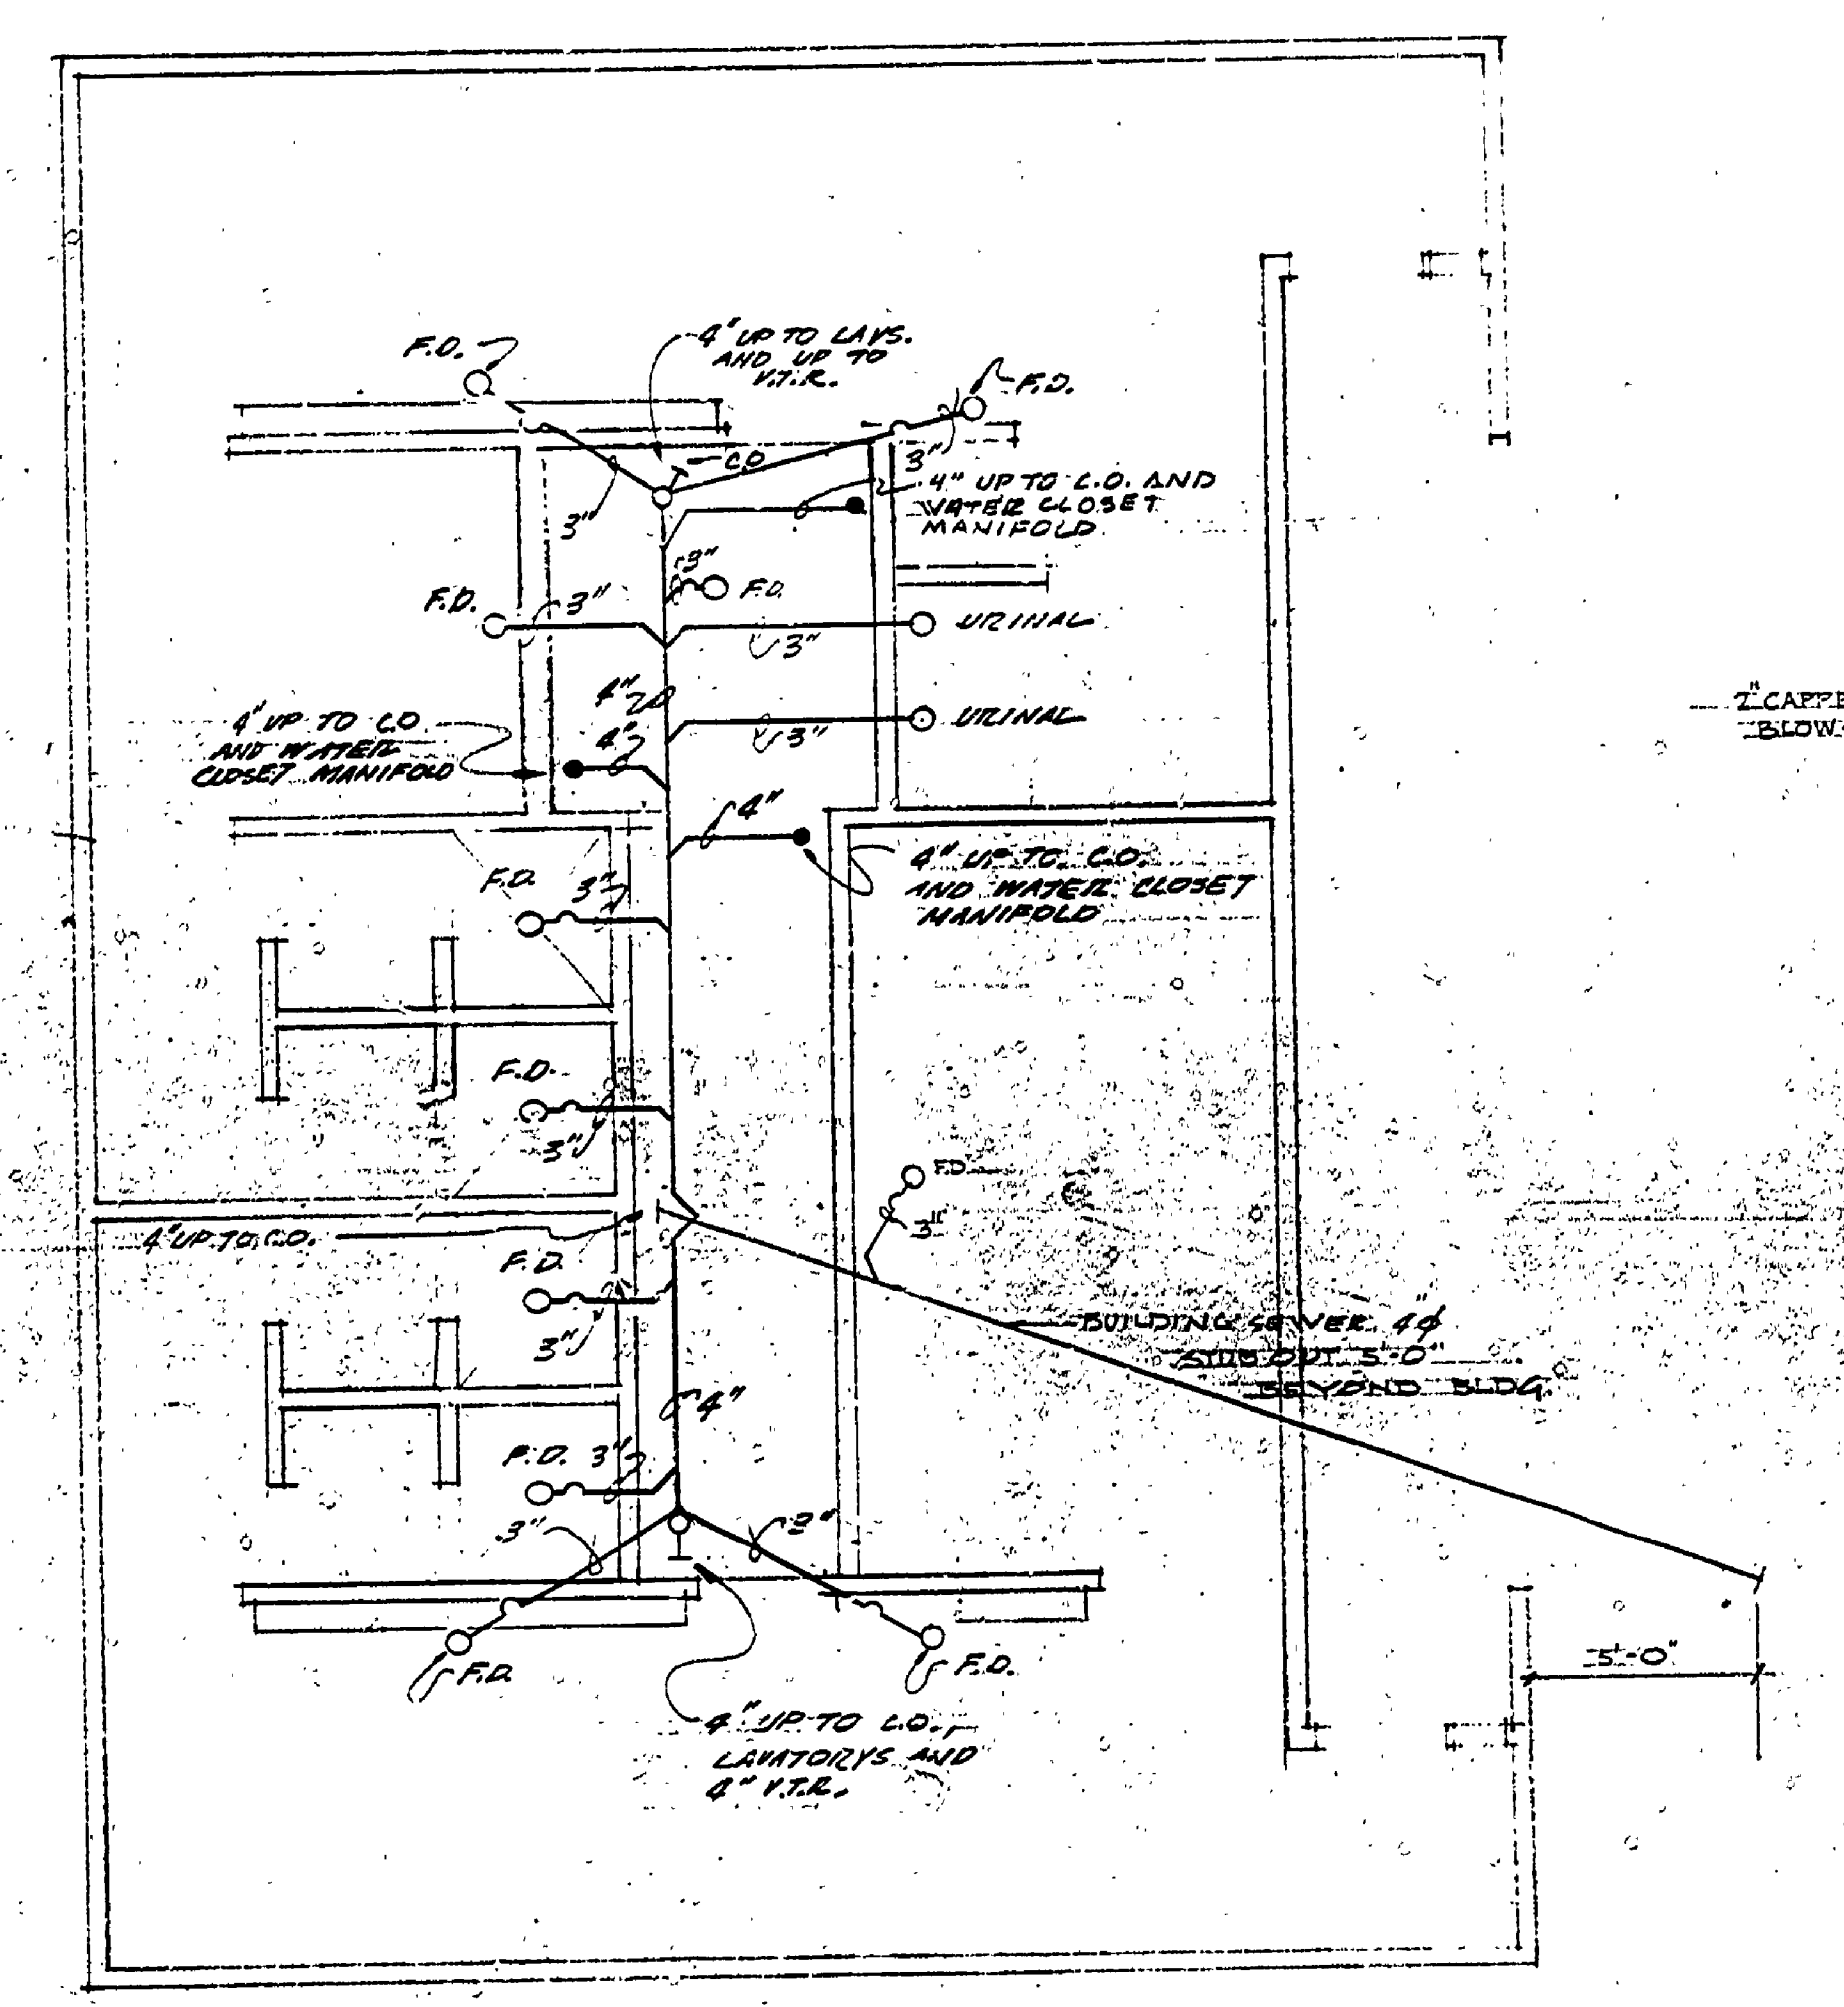 F.D.
4" UP TO LAVS.
AND UP TO
V.T.R.
F.D.
C.O
3"
3"
4" UP TO C.O. AND
WATER CLOSET
MANIFOLD
3"
F.D.
F.D.
3"
URINAL
3"
4"
4" UP TO C.O
AND WATER
CLOSET MANIFOLD
4"
URINAL
3"
2" CAPPE
BLOW
4"
4" UP TO C.O.
AND WATER CLOSET
MANIFOLD
F.D.
3"
F.D.
3"
F.D.
3"
4" UP TO C.O.
F.D.
3"
BUILDING SEWER 4"φ
STUB OUT 5'-0"
BEYOND BLDG.
4"
F.D. 3"
3"
3"
F.D.
F.D.
5'-0"
4" UP TO C.O.,
LAVATORYS AND
4" V.T.R.